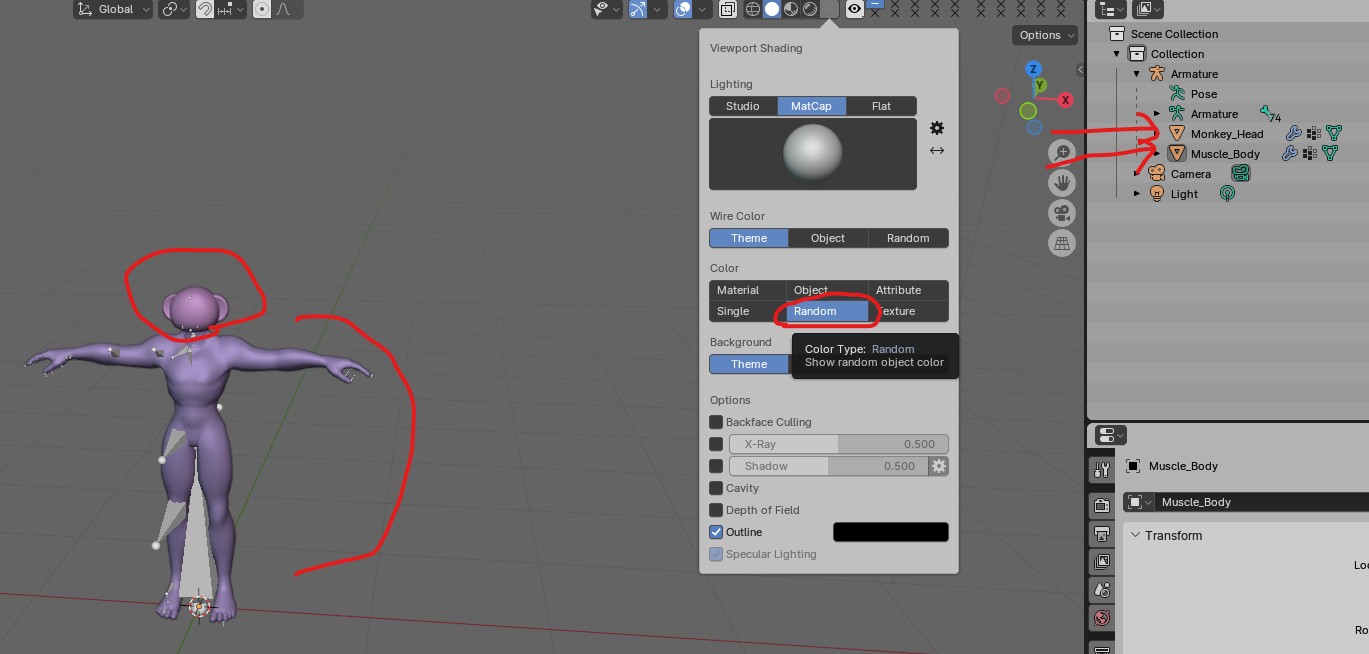 Global
Options
Viewport Shading
Lighting
Studio MatCap Flat
Wire Color
Theme Object Random
Color
Material Object Attribute
Single Random Texture
Background
Theme
Color Type: Random
Show random object color
Options
Backface Culling
X-Ray 0.500
Shadow 0.500
Cavity
Depth of Field
Outline
Specular Lighting
Z
Y
X
Scene Collection
Collection
Armature
Pose
Armature 74
Monkey_Head
Muscle_Body
Camera
Light
Muscle_Body
Muscle_Body
Transform
Loc
Ro